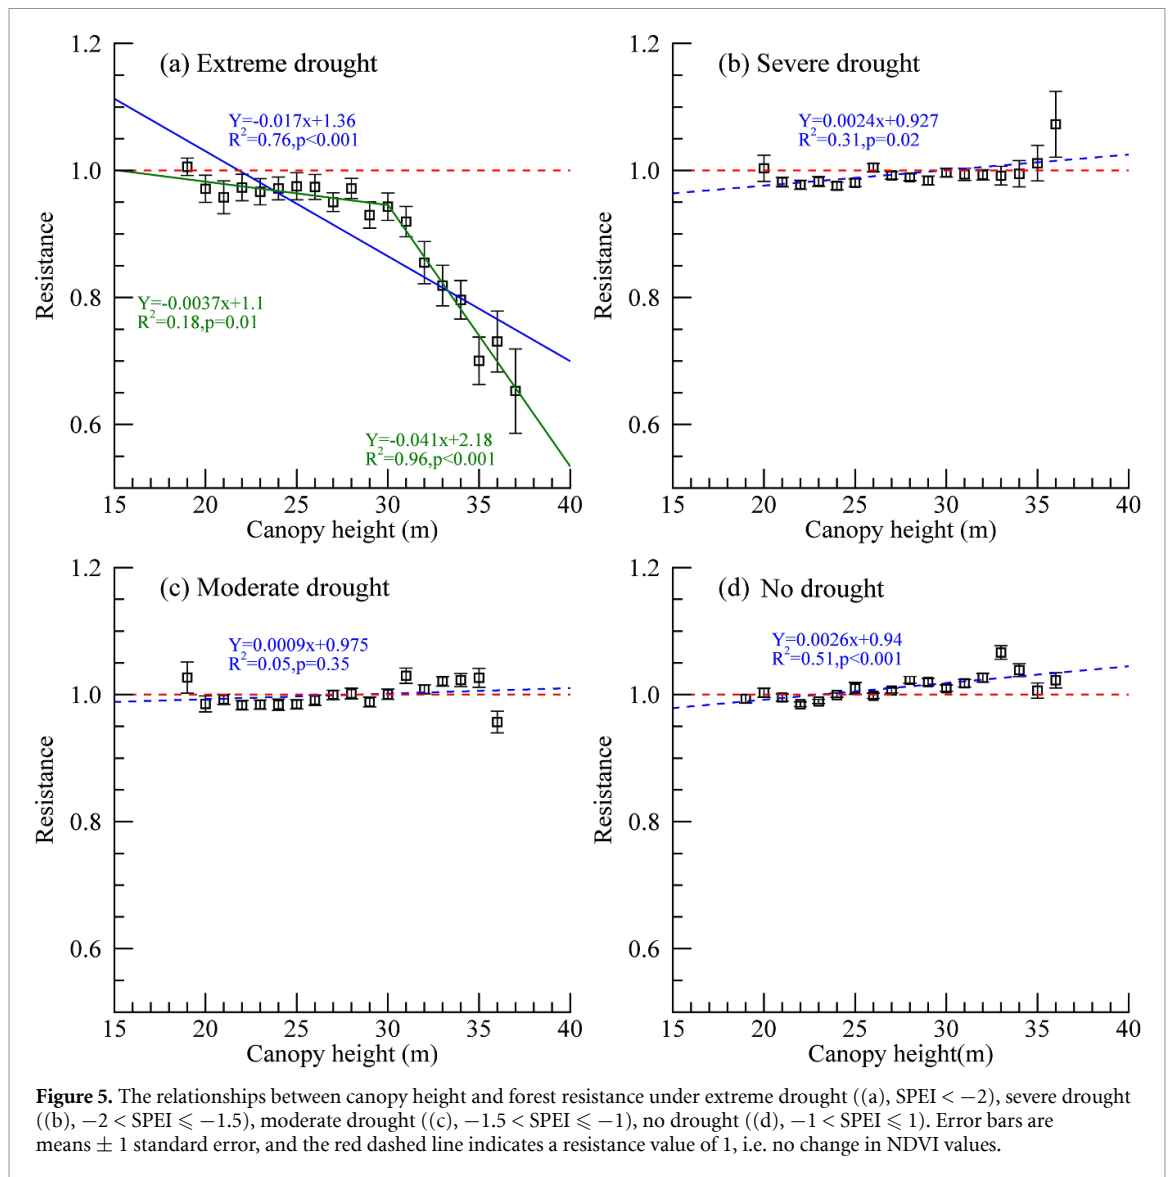 (a) Extreme drought
Y=-0.017x+1.36
R²=0.76,p<0.001
Y=-0.0037x+1.1
R²=0.18,p=0.01
Y=-0.041x+2.18
R²=0.96,p<0.001
1.2
1.0
0.8
0.6
Resistance
15 20 25 30 35 40
Canopy height (m)
(b) Severe drought
Y=0.0024x+0.927
R²=0.31,p=0.02
1.2
1.0
0.8
0.6
Resistance
15 20 25 30 35 40
Canopy height (m)
(c) Moderate drought
Y=0.0009x+0.975
R²=0.05,p=0.35
1.2
1.0
0.8
0.6
Resistance
15 20 25 30 35 40
Canopy height (m)
(d) No drought
Y=0.0026x+0.94
R²=0.51,p<0.001
1.2
1.0
0.8
0.6
Resistance
15 20 25 30 35 40
Canopy height(m)
Figure 5. The relationships between canopy height and forest resistance under extreme drought ((a), SPEI < −2), severe drought
((b), −2 < SPEI ⩽ −1.5), moderate drought ((c), −1.5 < SPEI ⩽ −1), no drought ((d), −1 < SPEI ⩽ 1). Error bars are
means ± 1 standard error, and the red dashed line indicates a resistance value of 1, i.e. no change in NDVI values.